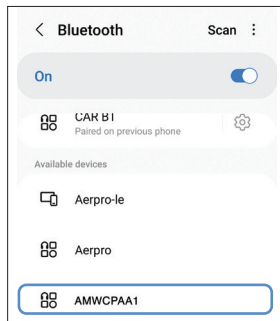 Bluetooth Scan
On
CAR BT
Paired on previous phone
Available devices
Aerpro-le
Aerpro
AMWCPAA1